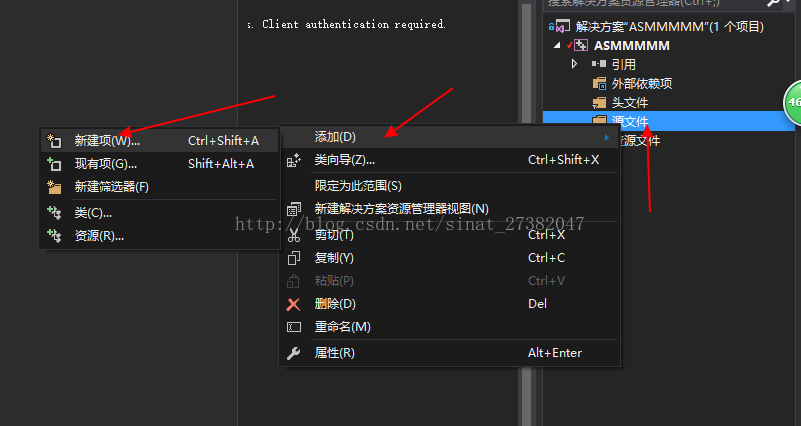 搜索解决方案资源管理器(Ctrl+;)
s. Client authentication required.
解决方案"ASMMMMM"(1 个项目)
ASMMMMM
引用
外部依赖项
头文件
源文件
资源文件
46
新建项(W)... Ctrl+Shift+A
现有项(G)... Shift+Alt+A
新建筛选器(F)
类(C)...
资源(R)...
添加(D)
类向导(Z)... Ctrl+Shift+X
限定为此范围(S)
新建解决方案资源管理器视图(N)
剪切(T) Ctrl+X
复制(Y) Ctrl+C
粘贴(P) Ctrl+V
删除(D) Del
重命名(M)
属性(R) Alt+Enter
http://blog.csdn.net/sinat_27382047